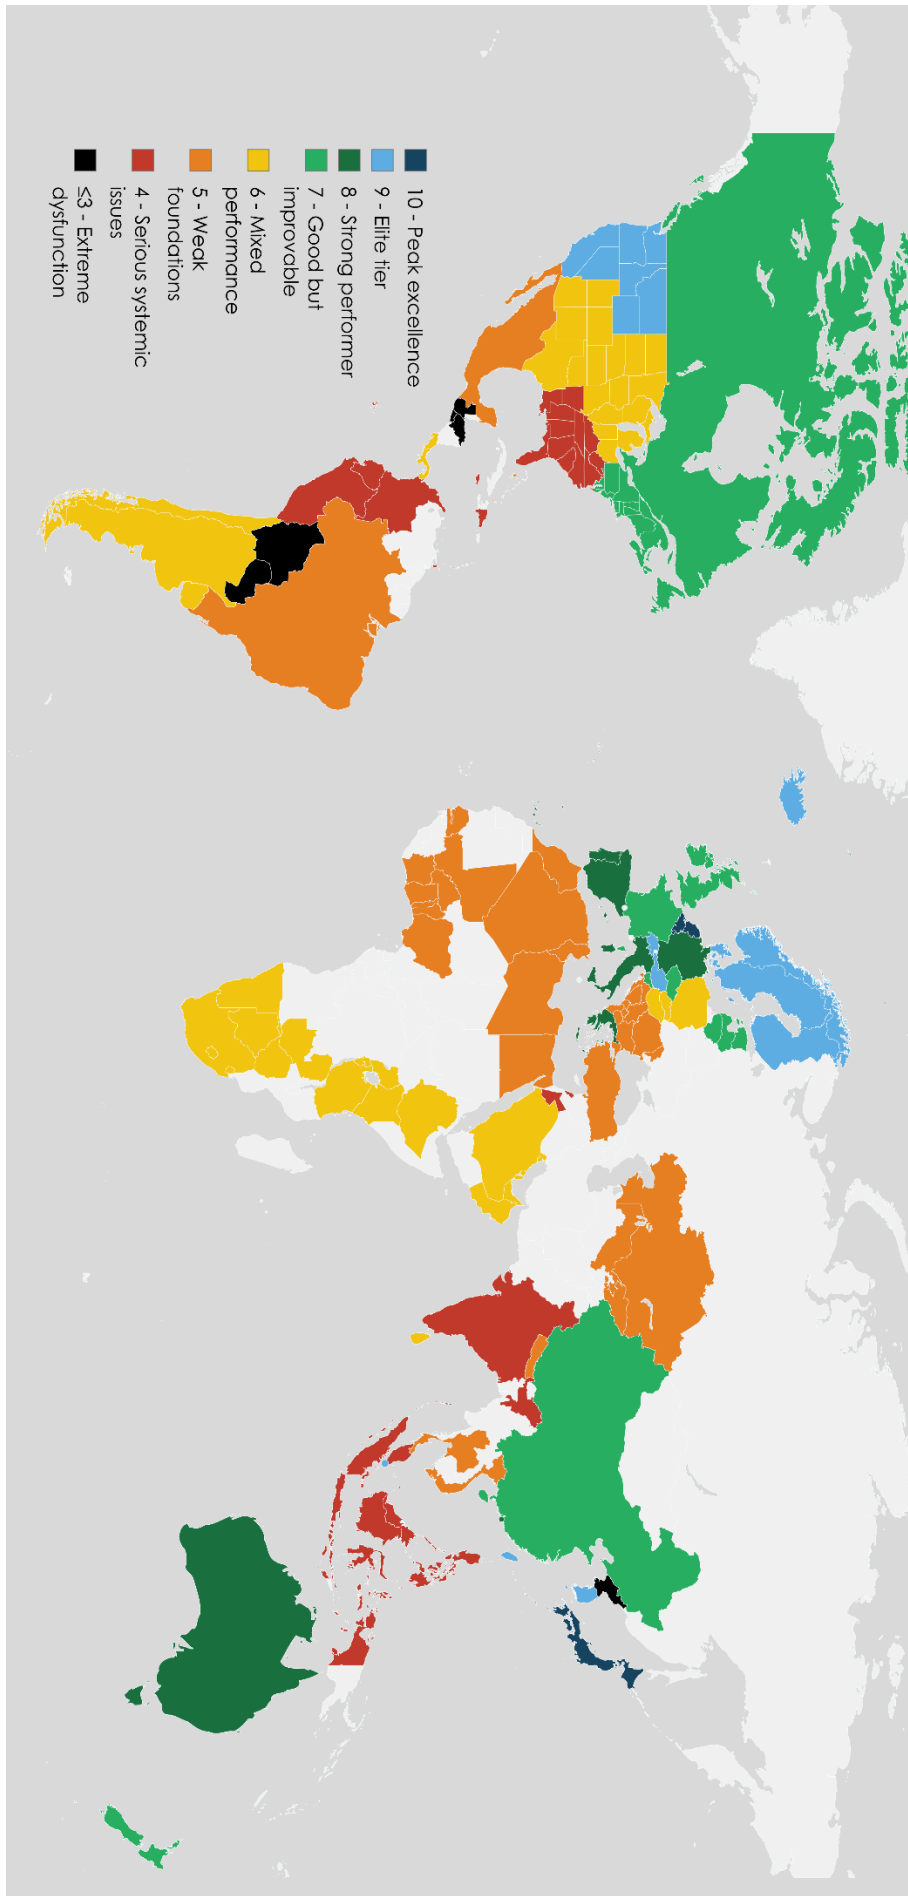 10 - Peak excellence
9 - Elite tier
8 - Strong performer
7 - Good but
improvable
6 - Mixed
performance
5 - Weak
foundations
4 - Serious systemic
issues
≤3 - Extreme
dysfunction